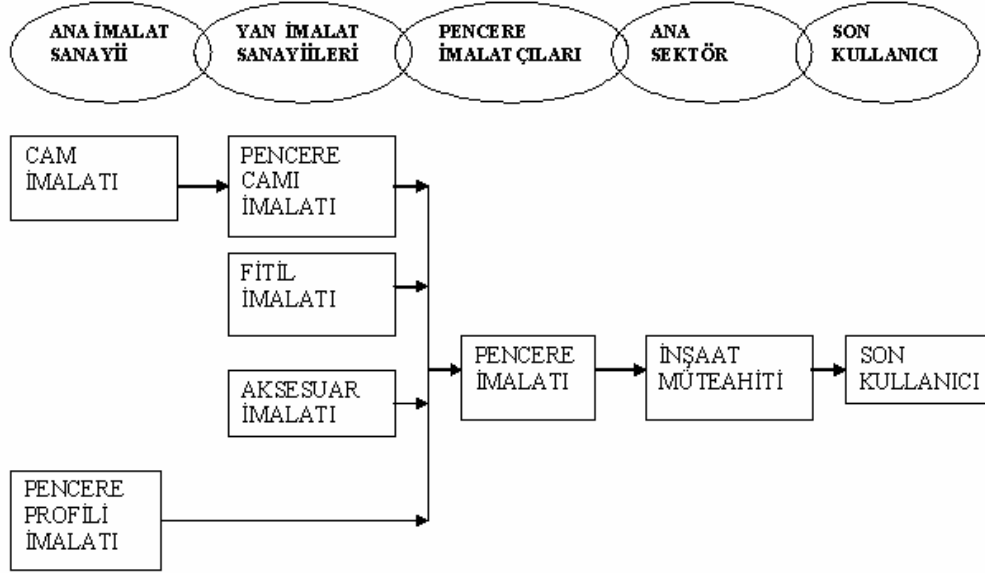 ANA İMALAT
SANAYİİ
YAN İMALAT
SANAYİİLERİ
PENCERE
İMALATÇILARI
ANA
SEKTÖR
SON
KULLANICI
CAM
İMALATI
PENCERE
CAMI
İMALATI
FİTİL
İMALATI
AKSESUAR
İMALATI
PENCERE
PROFİLİ
İMALATI
PENCERE
İMALATI
İNŞAAT
MÜTEAHİTİ
SON
KULLANICI